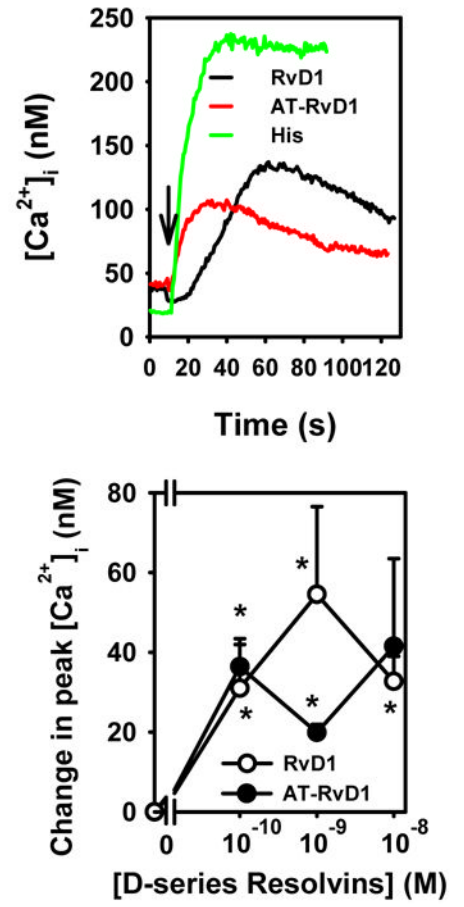 250
200
150
100
50
0
[Ca²⁺]ᵢ (nM)
RvD1
AT-RvD1
His
0 20 40 60 80 100 120
Time (s)
80
60
40
20
0
Change in peak [Ca²⁺]ᵢ (nM)
*
*
*
*
*
RvD1
AT-RvD1
0 10⁻¹⁰ 10⁻⁹ 10⁻⁸
[D-series Resolvins] (M)